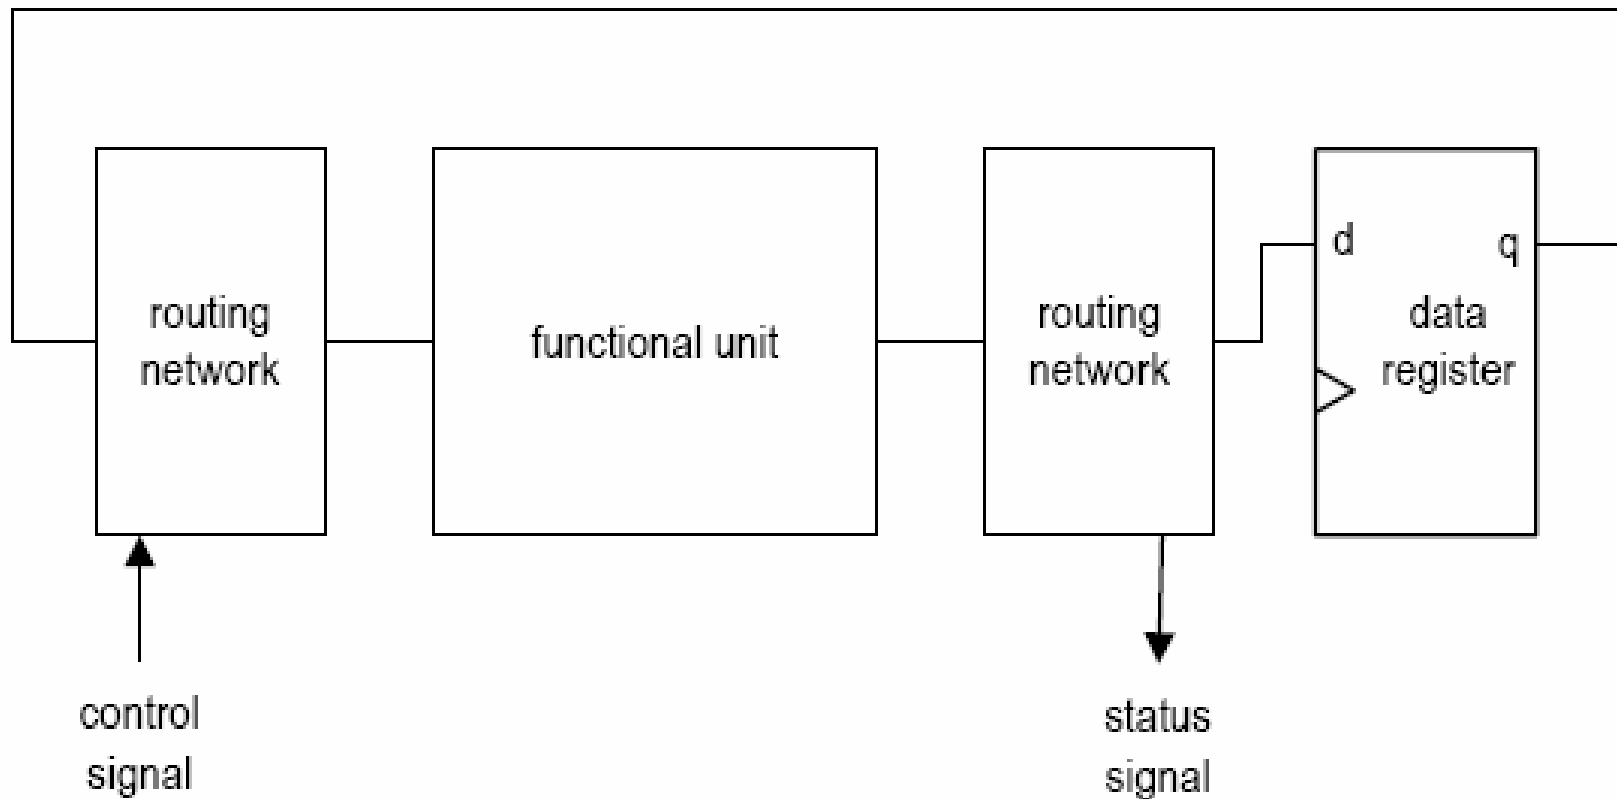 routing
network
functional unit
routing
network
d
q
data
register
control
signal
status
signal